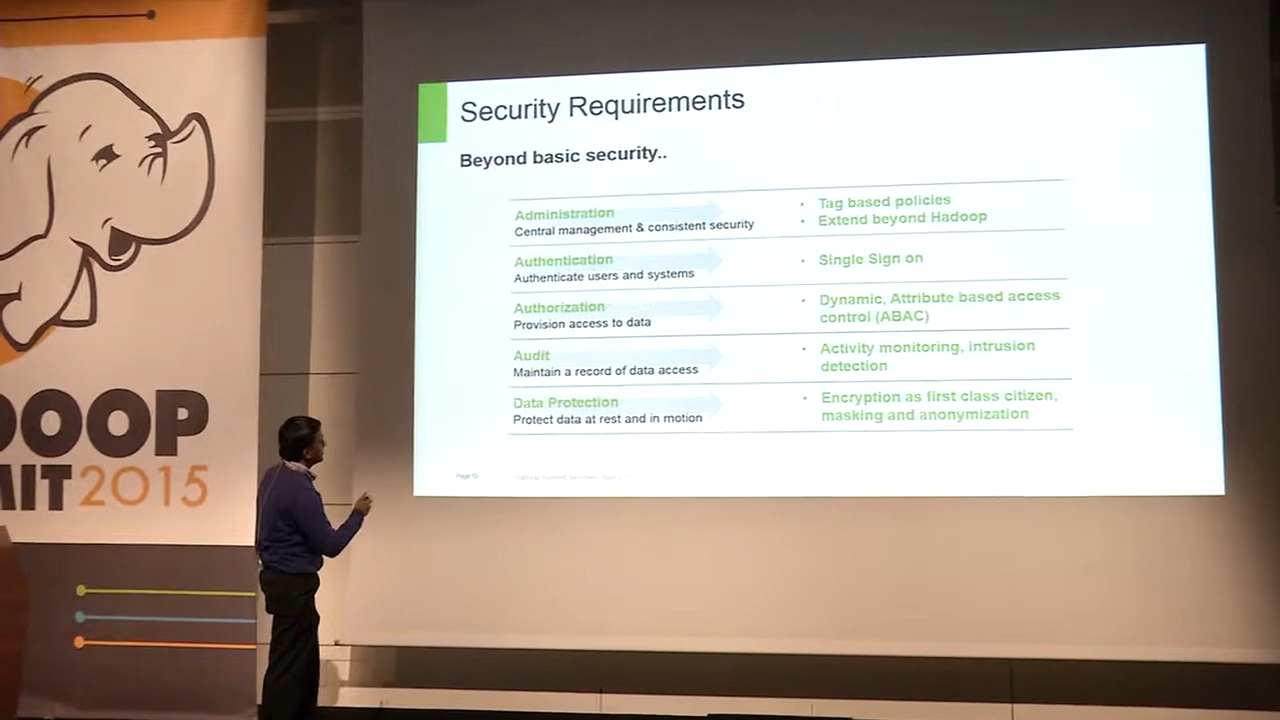 OOP
MIT 2015
Security Requirements
Beyond basic security..
Administration
Central management & consistent security
• Tag based policies
• Extend beyond Hadoop
Authentication
Authenticate users and systems
• Single Sign on
Authorization
Provision access to data
• Dynamic, Attribute based access
control (ABAC)
Audit
Maintain a record of data access
• Activity monitoring, intrusion
detection
Data Protection
Protect data at rest and in motion
• Encryption as first class citizen,
masking and anonymization